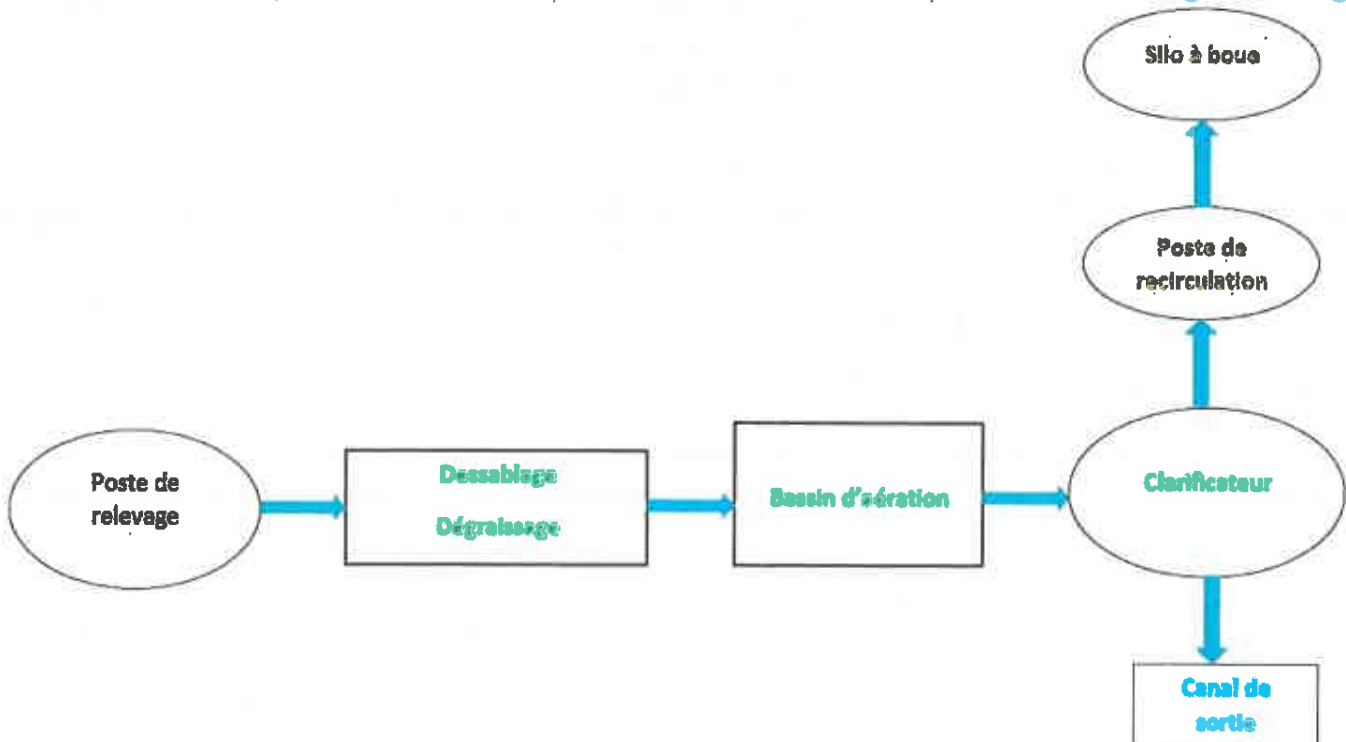 Silo à boue
Poste de
recirculation
Poste de
relevage
Dessablage
Dégraissage
Bassin d'aération
Clarificateur
Canal de
sortie